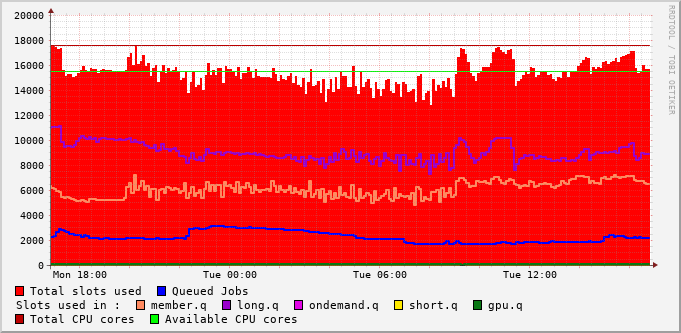 20000
18000
16000
14000
12000
10000
8000
6000
4000
2000
0
Mon 18:00 Tue 00:00 Tue 06:00 Tue 12:00
Total slots used Queued Jobs
Slots used in : member.q long.q ondemand.q short.q gpu.q
Total CPU cores Available CPU cores
RRDTOOL / TOBI OETIKER